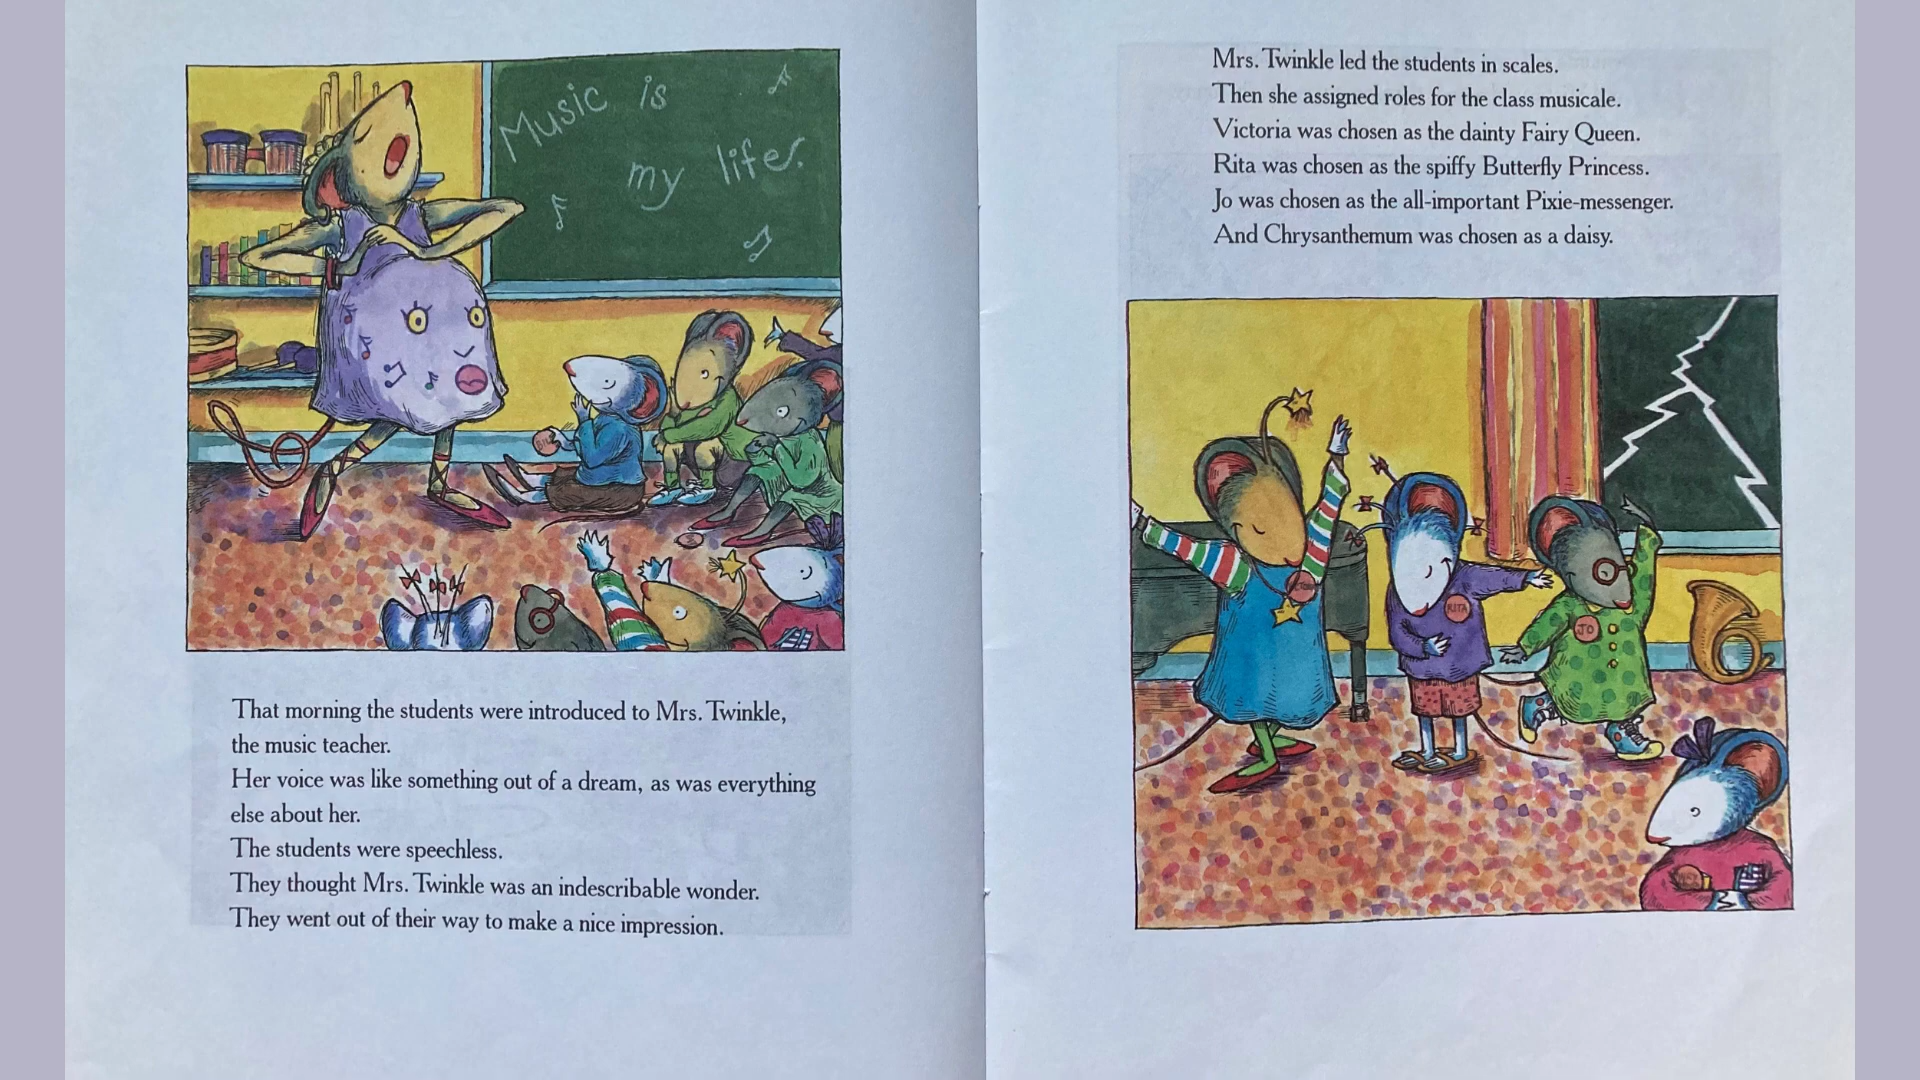 Music is
my life.
That morning the students were introduced to Mrs. Twinkle,
the music teacher.
Her voice was like something out of a dream, as was everything
else about her.
The students were speechless.
They thought Mrs. Twinkle was an indescribable wonder.
They went out of their way to make a nice impression.
Mrs. Twinkle led the students in scales.
Then she assigned roles for the class musicale.
Victoria was chosen as the dainty Fairy Queen.
Rita was chosen as the spiffy Butterfly Princess.
Jo was chosen as the all-important Pixie-messenger.
And Chrysanthemum was chosen as a daisy.
RITA
JO